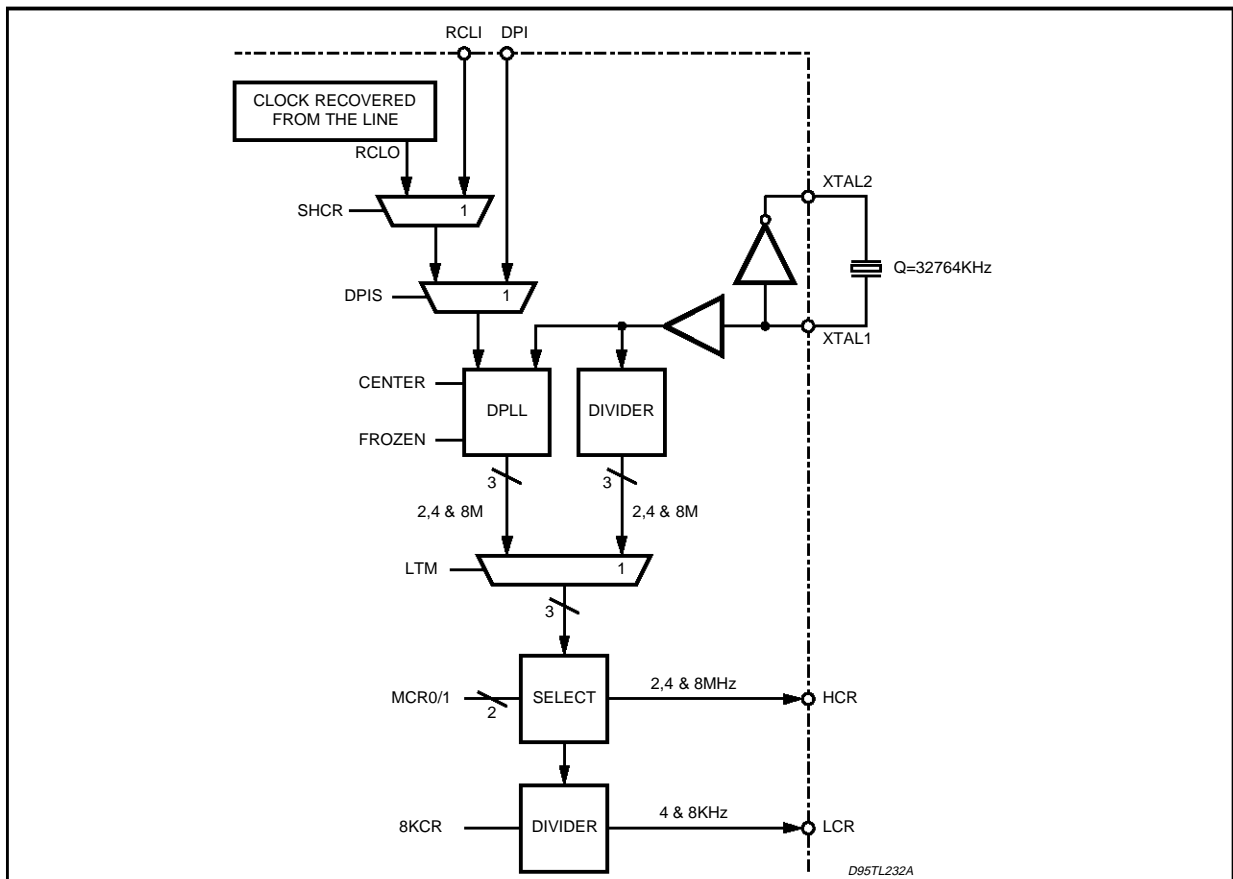 RCLI DPI
CLOCK RECOVERED
FROM THE LINE
RCLO
XTAL2
SHCR
1
Q=32764KHz
DPIS
1
XTAL1
CENTER
DPLL
DIVIDER
FROZEN
3
3
2,4 & 8M
2,4 & 8M
LTM
1
3
MCR0/1
2
SELECT
2,4 & 8MHz
HCR
8KCR
DIVIDER
4 & 8KHz
LCR
D95TL232A